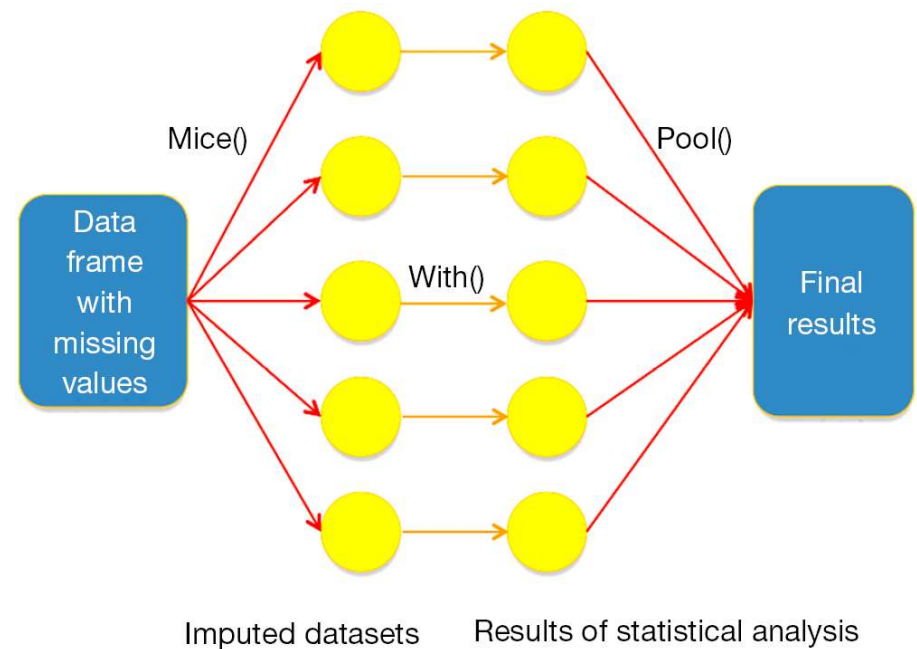 Mice()
Pool()
Data
frame
with
missing
values
With()
Final
results
Imputed datasets
Results of statistical analysis